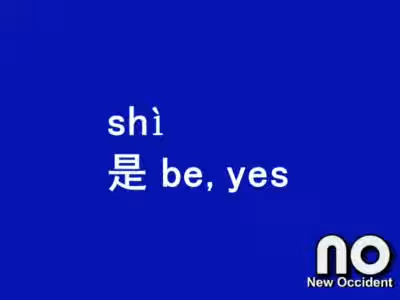 shì
是 be, yes
no
New Occident